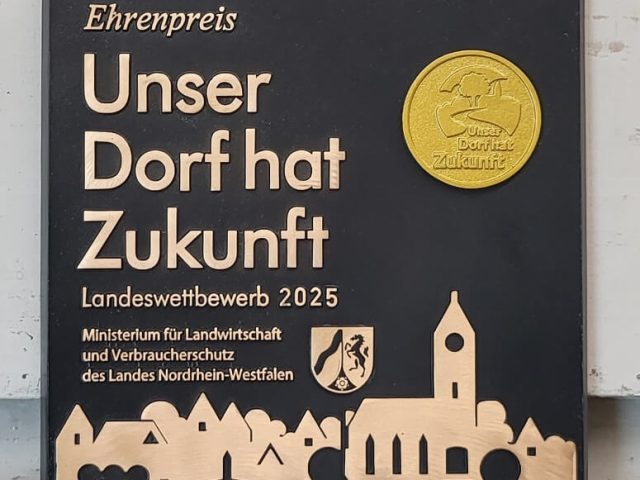 Ehrenpreis
Unser
Dorf hat
Zukunft
Landeswettbewerb 2025
Ministerium für Landwirtschaft
und Verbraucherschutz
des Landes Nordrhein-Westfalen
Unser
Dorf hat
Zukunft